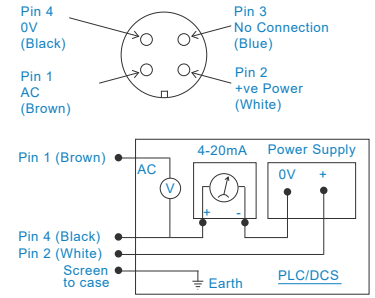 Pin 4
0V
(Black)
Pin 3
No Connection
(Blue)
Pin 1
AC
(Brown)
Pin 2
+ve Power
(White)
Pin 1 (Brown)
AC
4-20mA
Power Supply
V
0V
+
+
-
Pin 4 (Black)
Pin 2 (White)
Screen
to case
Earth
PLC/DCS